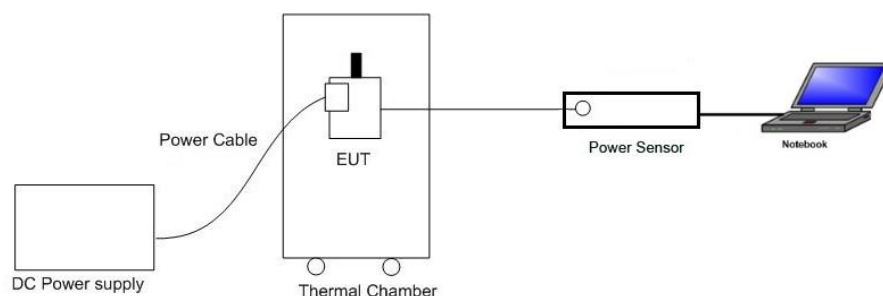 Power Cable
EUT
Power Sensor
Notebook
DC Power supply
Thermal Chamber